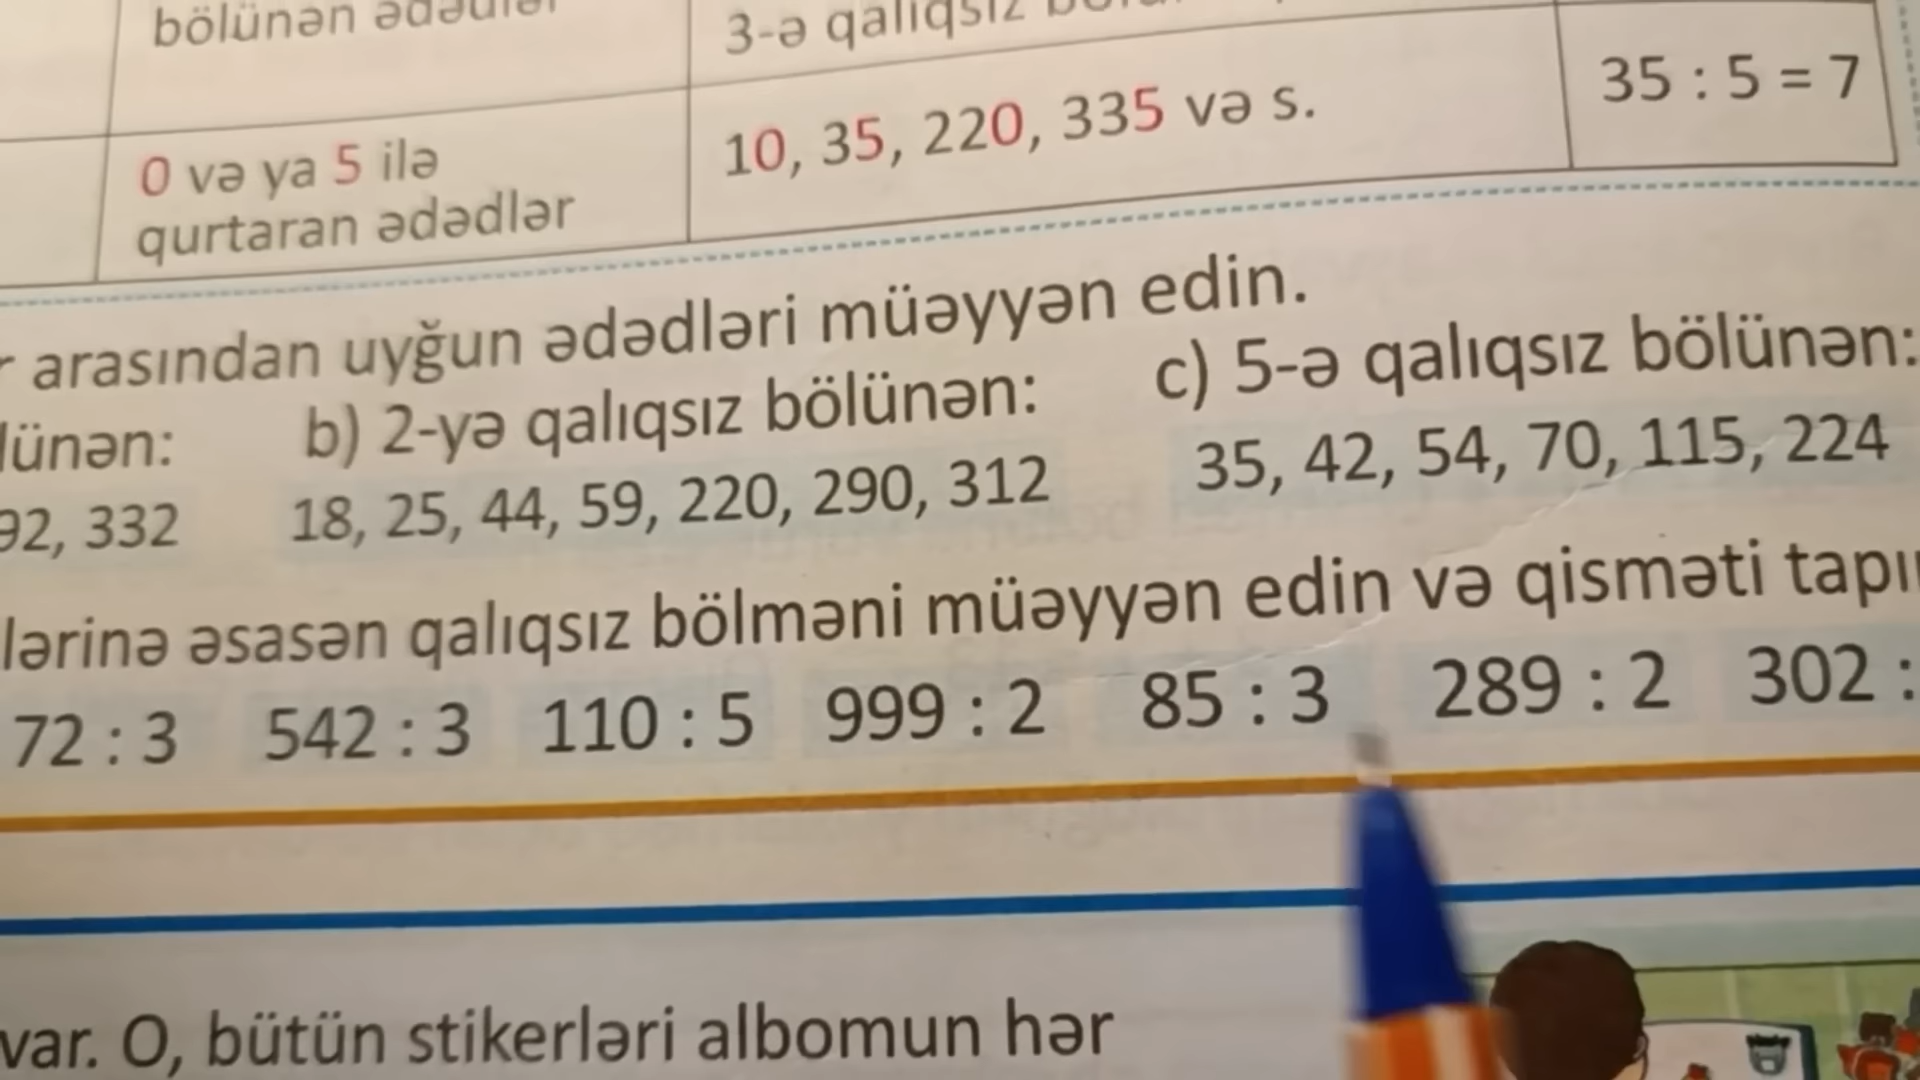 bölünən ədədlər
3-ə qalıqsız
35 : 5 = 7
0 və ya 5 ilə
qurtaran ədədlər
10, 35, 220, 335 və s.
arasından uyğun ədədləri müəyyən edin.
lünən:
b) 2-yə qalıqsız bölünən:
c) 5-ə qalıqsız bölünən:
92, 332
18, 25, 44, 59, 220, 290, 312
35, 42, 54, 70, 115, 224
lərinə əsasən qalıqsız bölməni müəyyən edin və qisməti tapı
72 : 3 542 : 3 110 : 5 999 : 2 85 : 3 289 : 2 302 :
var. O, bütün stikerləri albomun hər